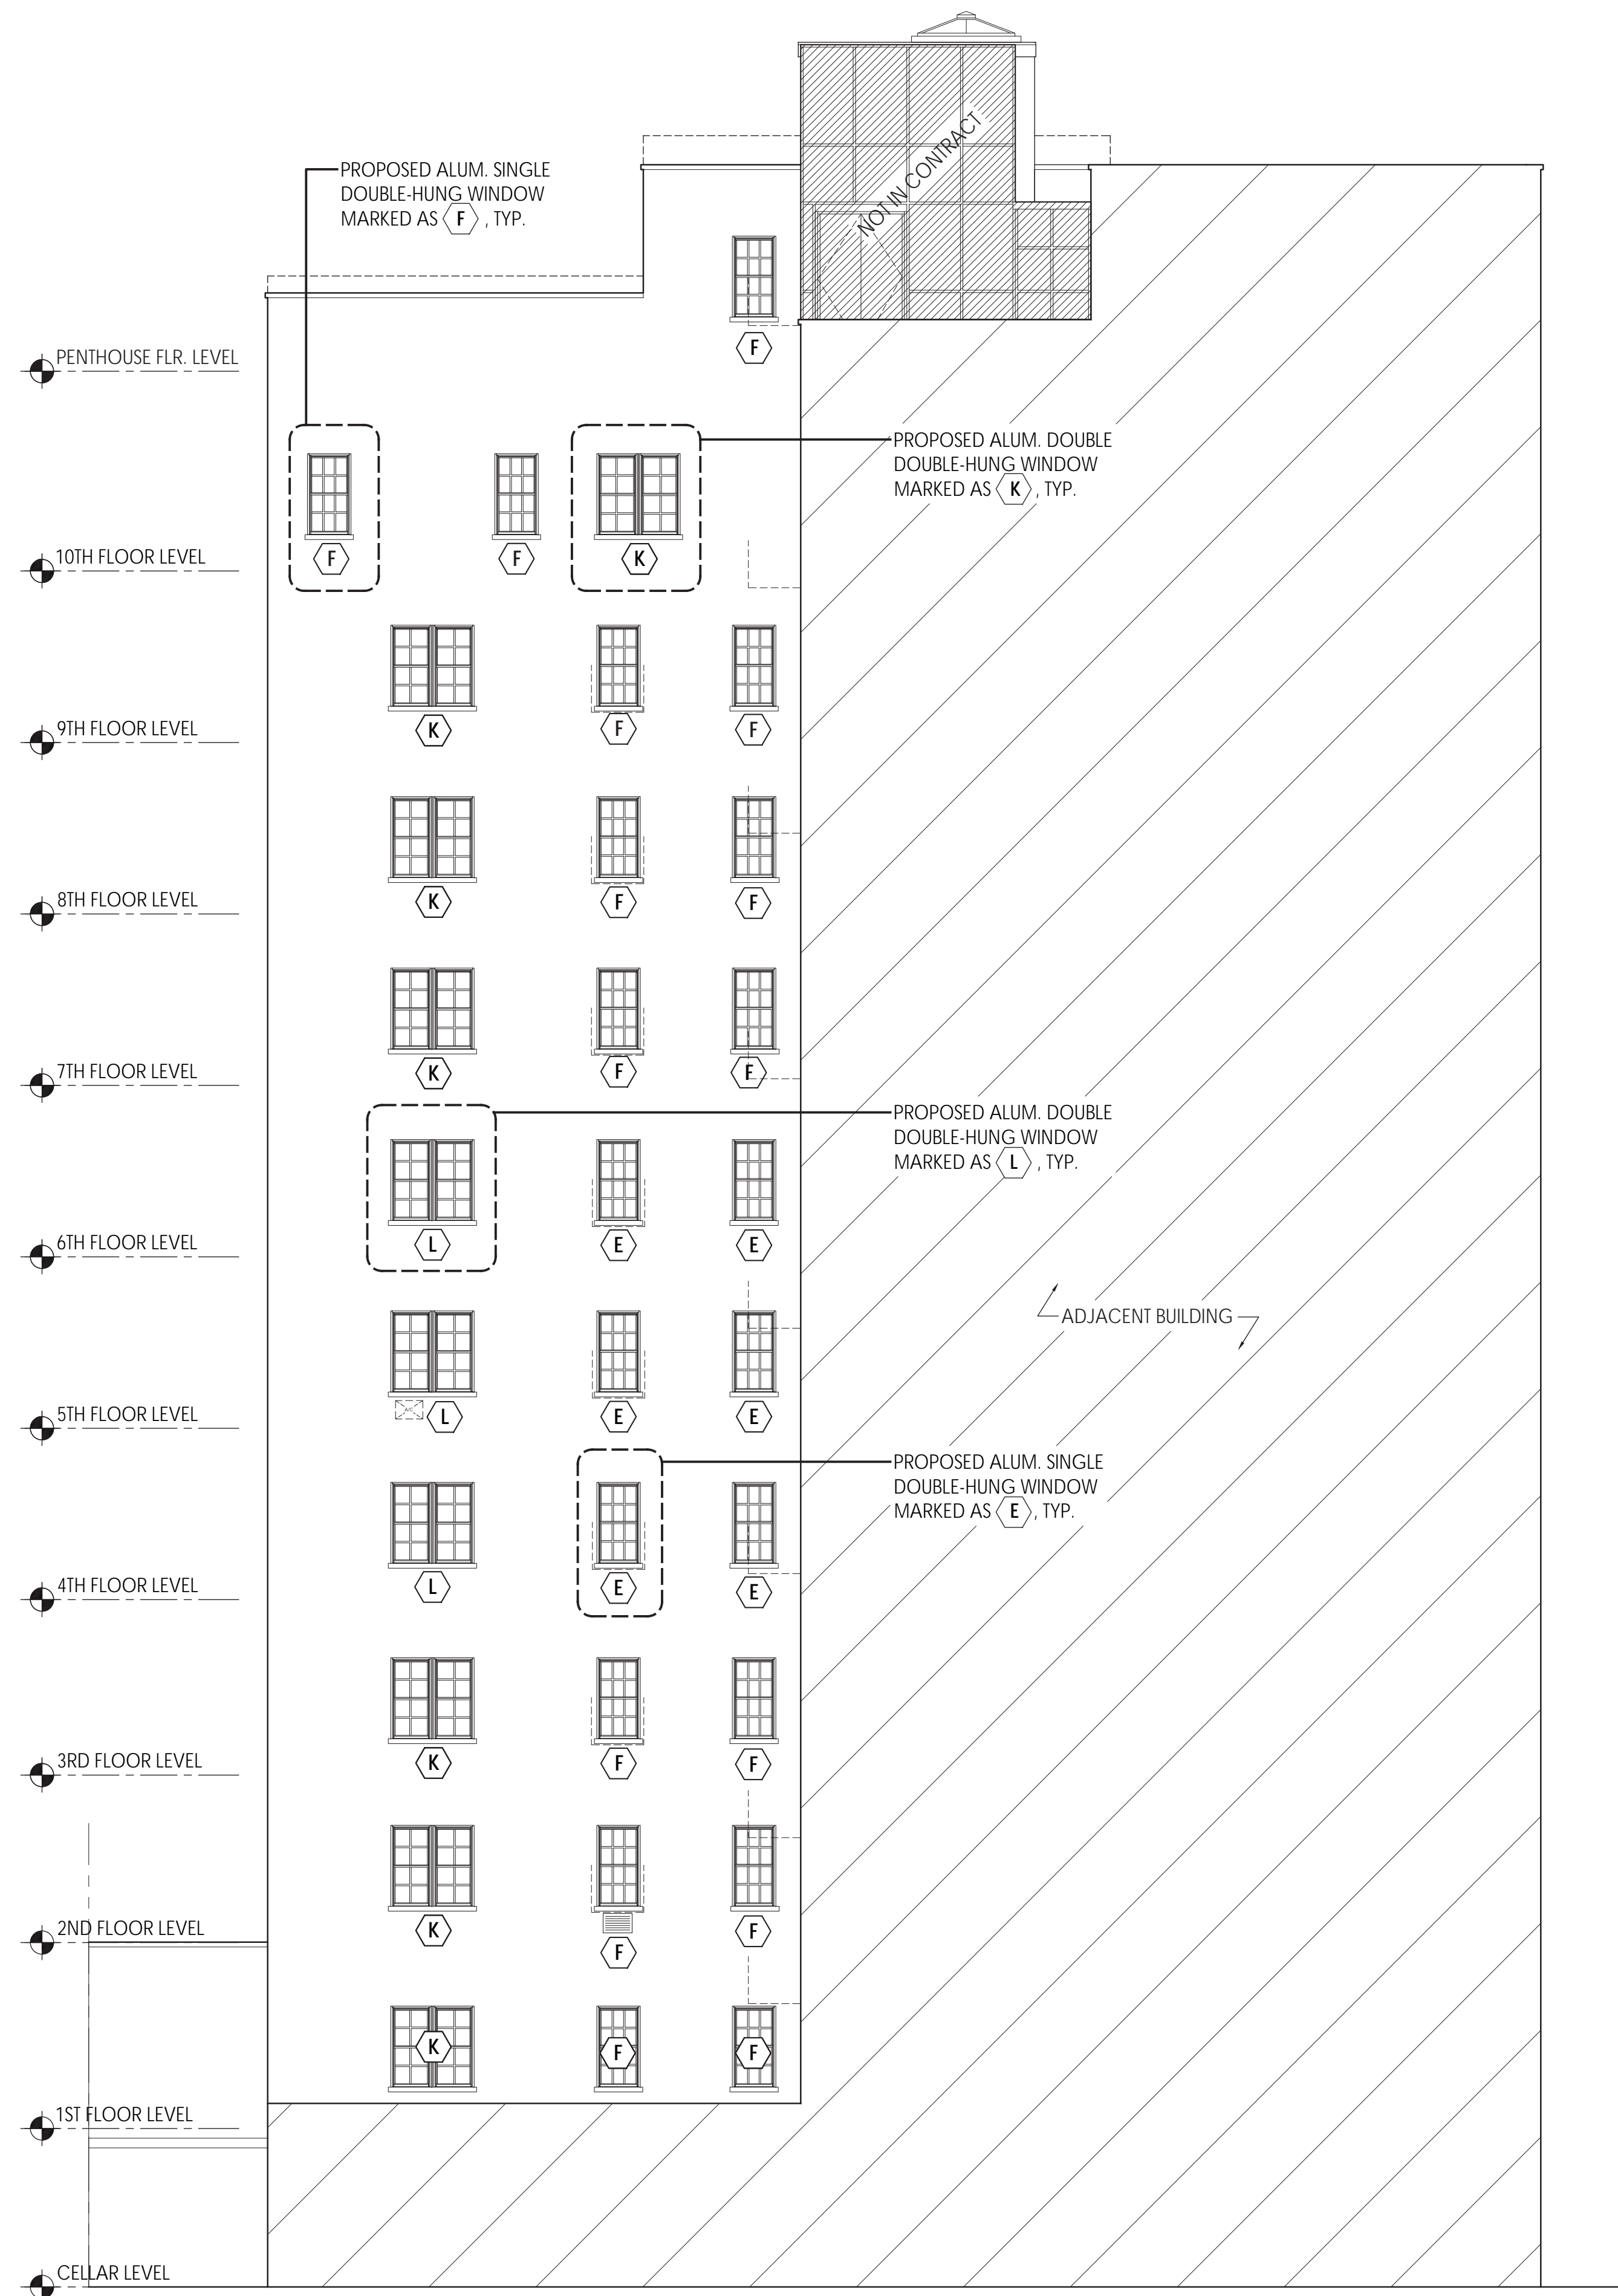 PROPOSED ALUM. SINGLE
DOUBLE-HUNG WINDOW
MARKED AS F , TYP.
NOT IN CONTRACT
F
PENTHOUSE FLR. LEVEL
PROPOSED ALUM. DOUBLE
DOUBLE-HUNG WINDOW
MARKED AS K , TYP.
F F K
10TH FLOOR LEVEL
K F F
9TH FLOOR LEVEL
K F F
8TH FLOOR LEVEL
K F F
7TH FLOOR LEVEL
PROPOSED ALUM. DOUBLE
DOUBLE-HUNG WINDOW
MARKED AS L , TYP.
L E E
6TH FLOOR LEVEL
ADJACENT BUILDING
A/C L E E
5TH FLOOR LEVEL
PROPOSED ALUM. SINGLE
DOUBLE-HUNG WINDOW
MARKED AS E , TYP.
L E E
4TH FLOOR LEVEL
K F F
3RD FLOOR LEVEL
K F F
2ND FLOOR LEVEL
K F F
1ST FLOOR LEVEL
CELLAR LEVEL